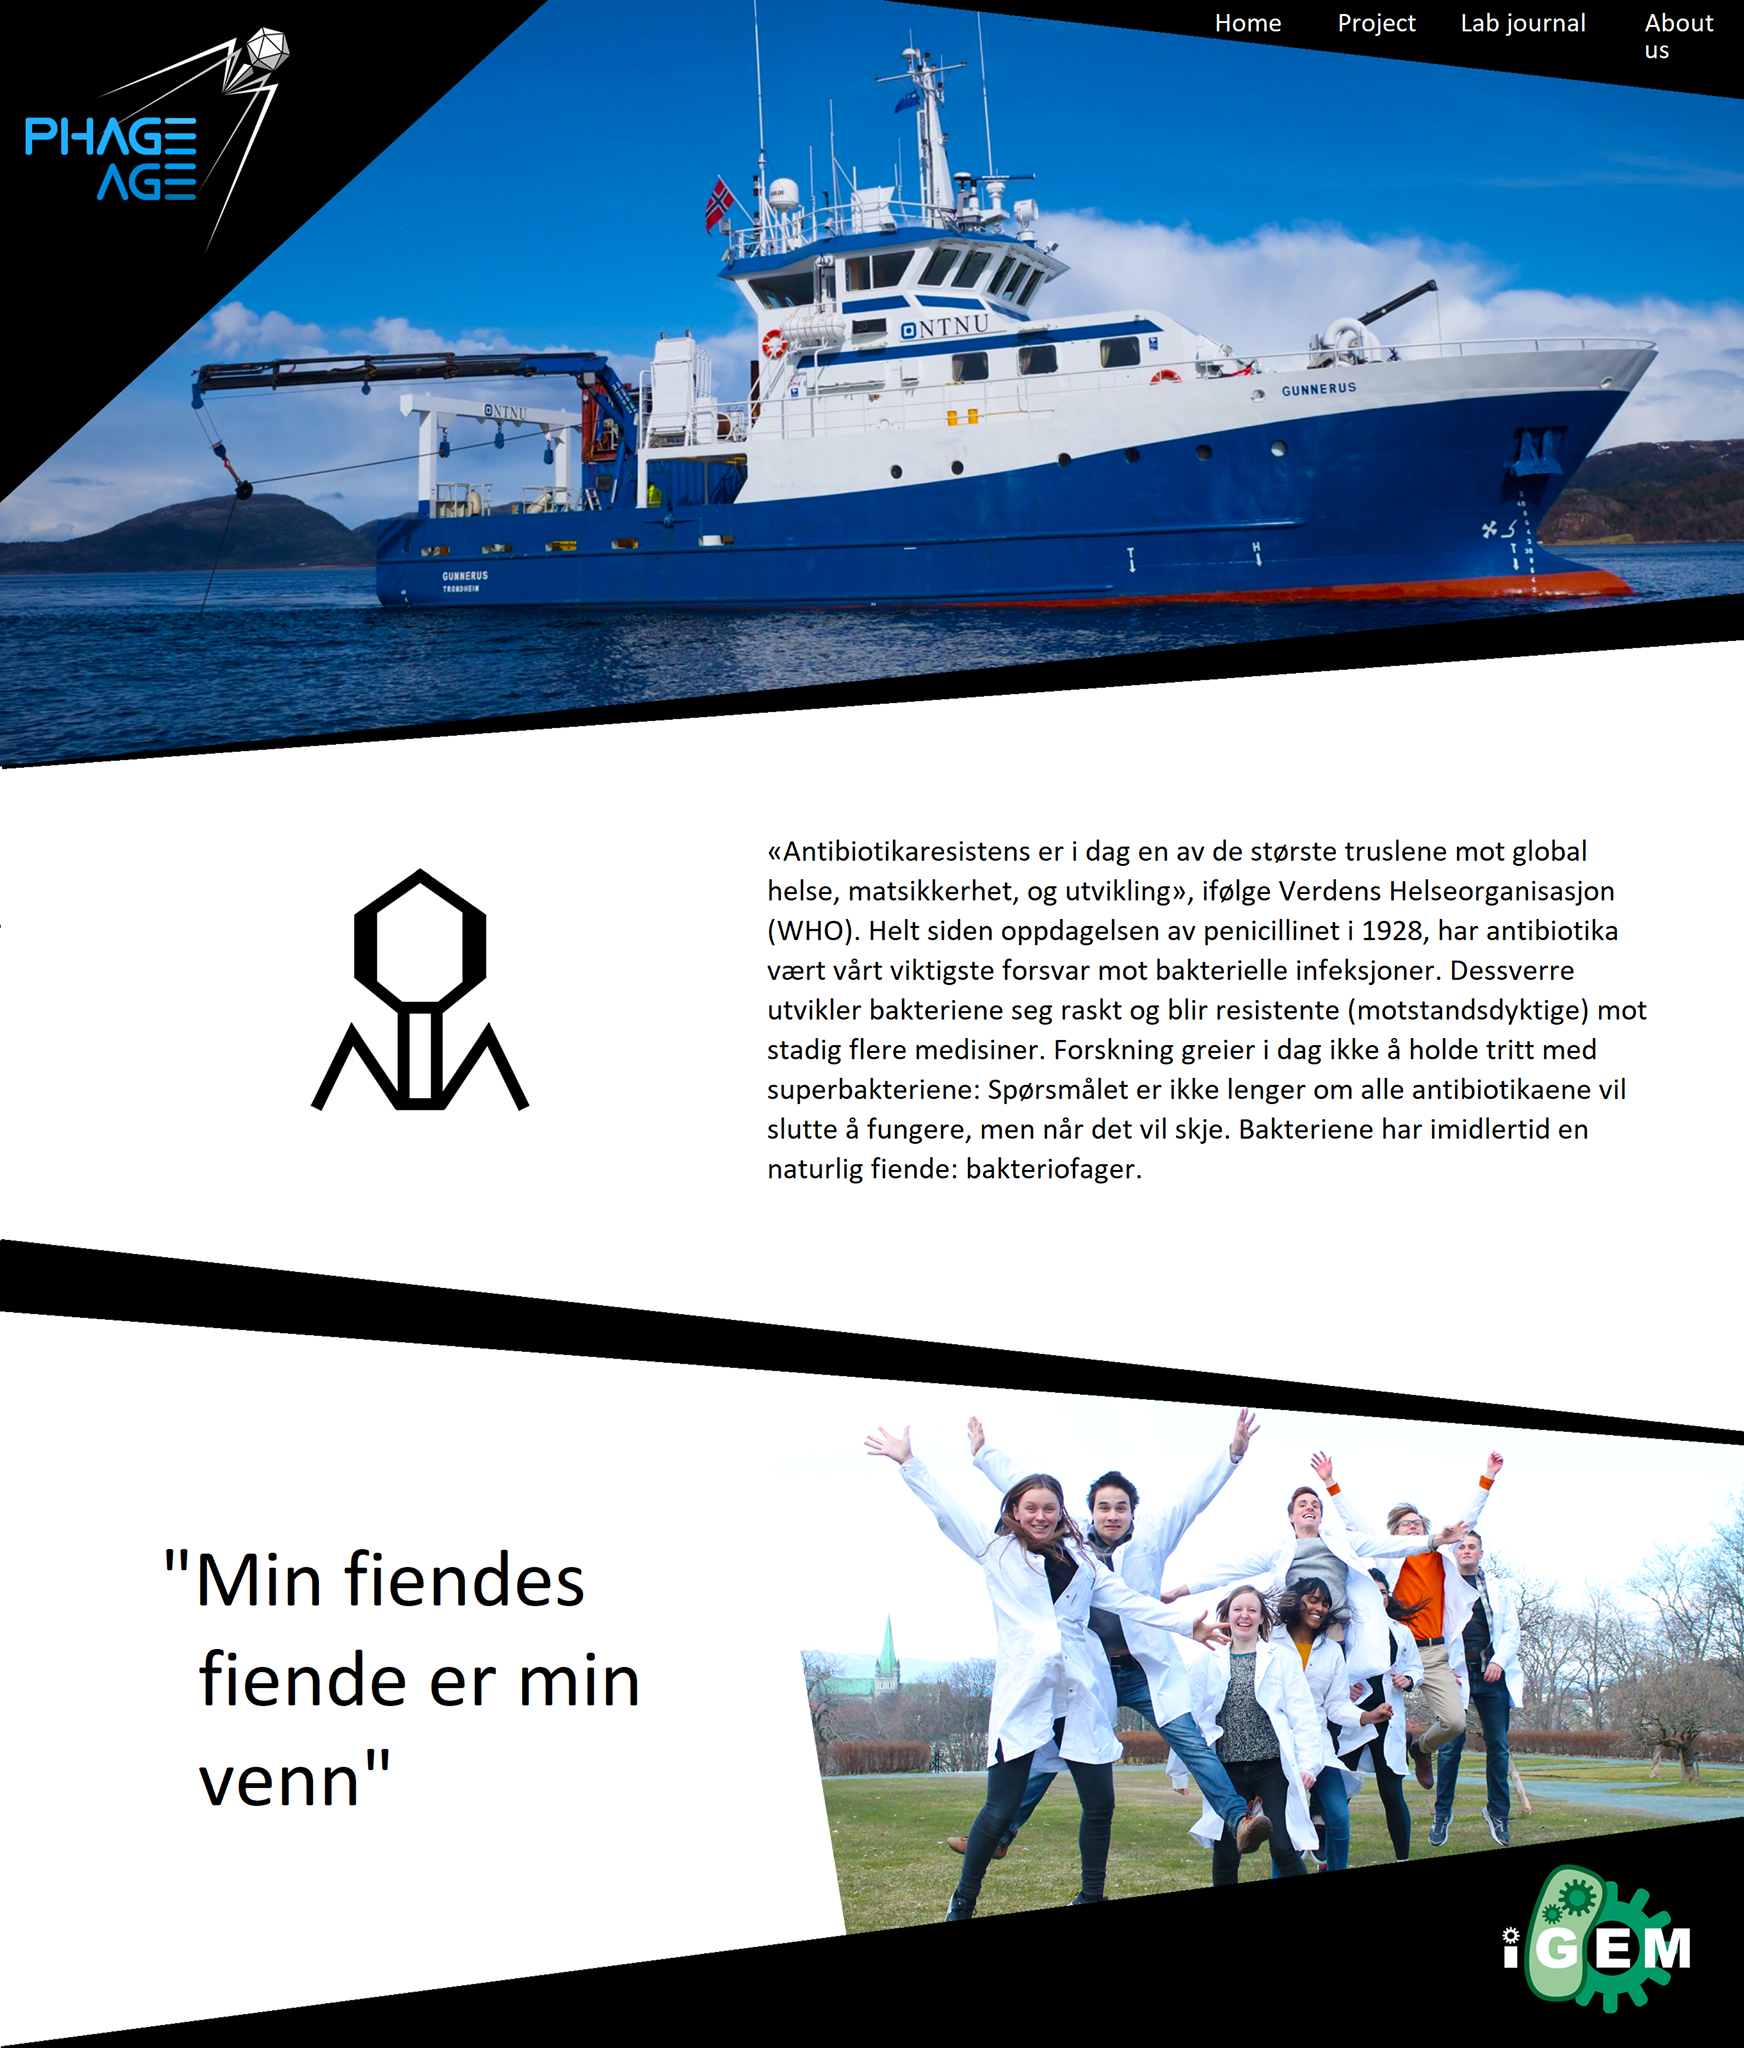 Home Project Lab journal About
us
PHAGE
AGE
NTNU
GUNNERUS
NTNU
GUNNERUS
TRONDHEIM
«Antibiotikaresistens er i dag en av de største truslene mot global
helse, matsikkerhet, og utvikling», ifølge Verdens Helseorganisasjon
(WHO). Helt siden oppdagelsen av penicillinet i 1928, har antibiotika
vært vårt viktigste forsvar mot bakterielle infeksjoner. Dessverre
utvikler bakteriene seg raskt og blir resistente (motstandsdyktige) mot
stadig flere medisiner. Forskning greier i dag ikke å holde tritt med
superbakteriene: Spørsmålet er ikke lenger om alle antibiotikaene vil
slutte å fungere, men når det vil skje. Bakteriene har imidlertid en
naturlig fiende: bakteriofager.
"Min fiendes
fiende er min
venn"
iGEM